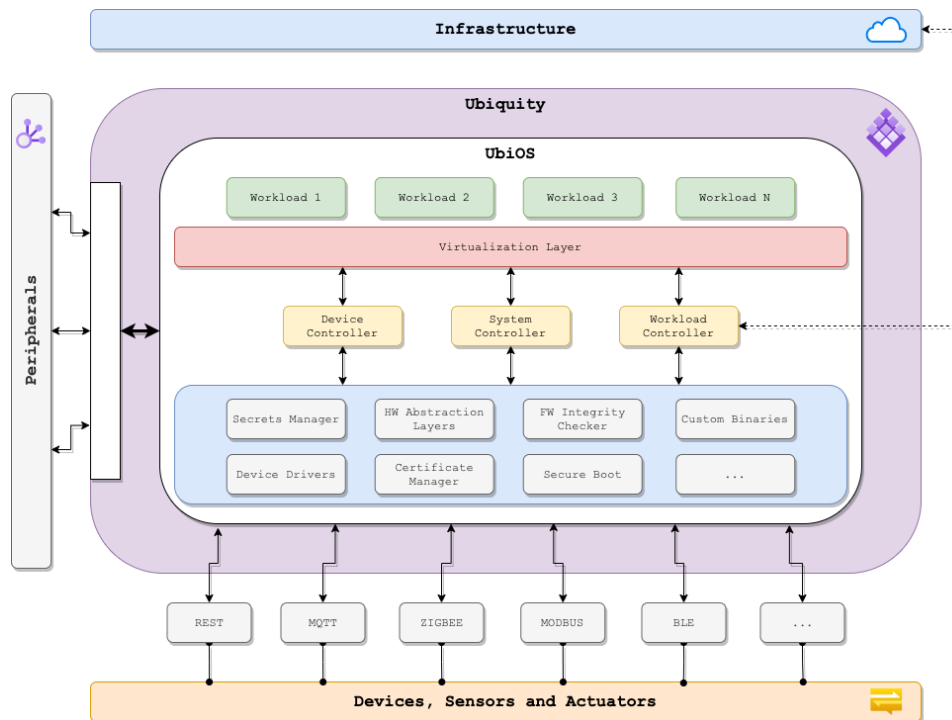 Infrastructure
Ubiquity
UbiOS
Workload 1
Workload 2
Workload 3
Workload N
Virtualization Layer
Peripherals
Device
Controller
System
Controller
Workload
Controller
Secrets Manager
HW Abstraction
Layers
FW Integrity
Checker
Custom Binaries
Device Drivers
Certificate
Manager
Secure Boot
...
REST
MQTT
ZIGBEE
MODBUS
BLE
...
Devices, Sensors and Actuators